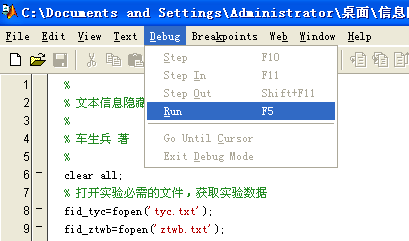 C:\Documents and Settings\Administrator\桌面\信息
File Edit View Text Debug Breakpoints Web Window Help
Step F10
Step In F11
Step Out Shift+F11
Run F5
Go Until Cursor
Exit Debug Mode
1 %
2 % 文本信息隐藏
3 %
4 % 车生兵 著
5 %
6 clear all;
7 % 打开实验必需的文件，获取实验数据
8 fid_tyc=fopen('tyc.txt');
9 fid_ztwb=fopen('ztwb.txt');